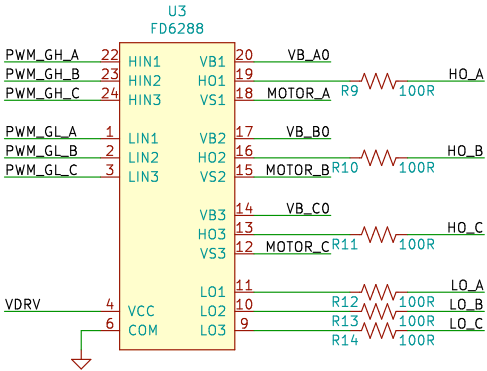 U3
FD6288
PWM_GH_A 22 HIN1 VB1 20 VB_A0
PWM_GH_B 23 HIN2 HO1 19 R9 100R HO_A
PWM_GH_C 24 HIN3 VS1 18 MOTOR_A
PWM_GL_A 1 LIN1 VB2 17 VB_B0
PWM_GL_B 2 LIN2 HO2 16 R10 100R HO_B
PWM_GL_C 3 LIN3 VS2 15 MOTOR_B
VB3 14 VB_C0
HO3 13 R11 100R HO_C
VS3 12 MOTOR_C
LO1 11 R12 100R LO_A
VDRV 4 VCC LO2 10 R13 100R LO_B
6 COM LO3 9 R14 100R LO_C